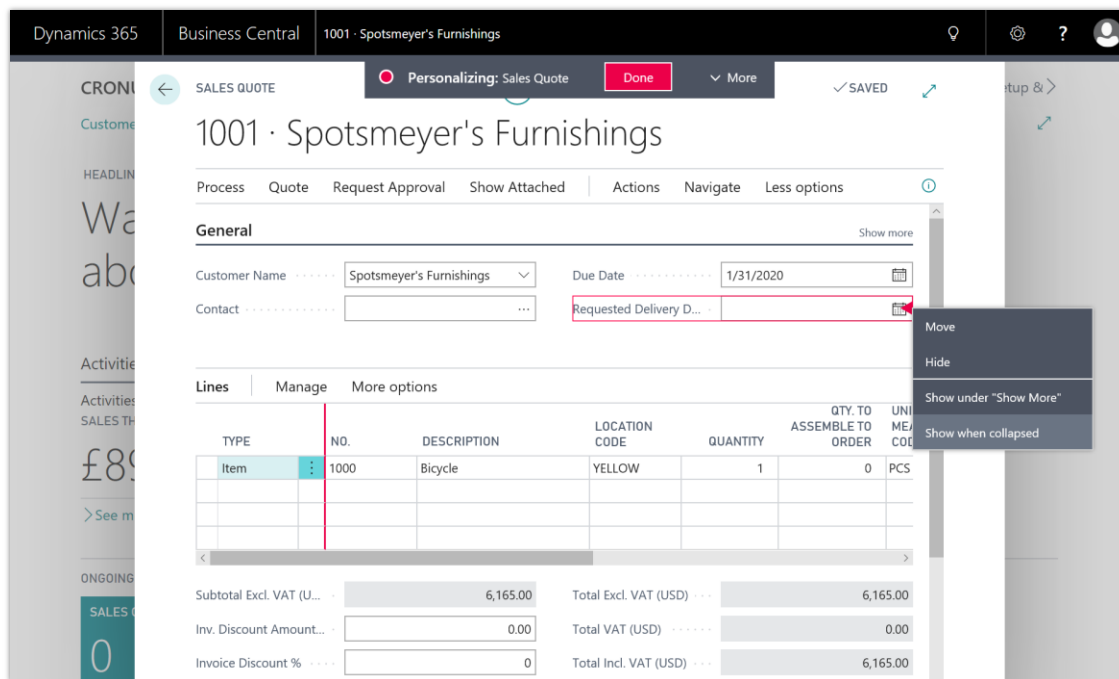 Dynamics 365 Business Central 1001 · Spotsmeyer's Furnishings ?
Personalizing: Sales Quote Done More
CRONU
SALES QUOTE
SAVED
etup &
Custome
1001 · Spotsmeyer's Furnishings
HEADLIN
Wa
abo
Process Quote Request Approval Show Attached Actions Navigate Less options
General Show more
Customer Name Spotsmeyer's Furnishings Due Date 1/31/2020
Contact ... Requested Delivery D...
Move
Hide
Show under "Show More"
Show when collapsed
Activitie
Activities
SALES TH
£89
See m
ONGOING
SALES
0
Lines Manage More options
TYPE NO. DESCRIPTION LOCATION CODE QUANTITY QTY. TO ASSEMBLE TO ORDER UNI MEA COD
Item 1000 Bicycle YELLOW 1 0 PCS
Subtotal Excl. VAT (U... 6,165.00 Total Excl. VAT (USD) 6,165.00
Inv. Discount Amount... 0.00 Total VAT (USD) 0.00
Invoice Discount % 0 Total Incl. VAT (USD) 6,165.00